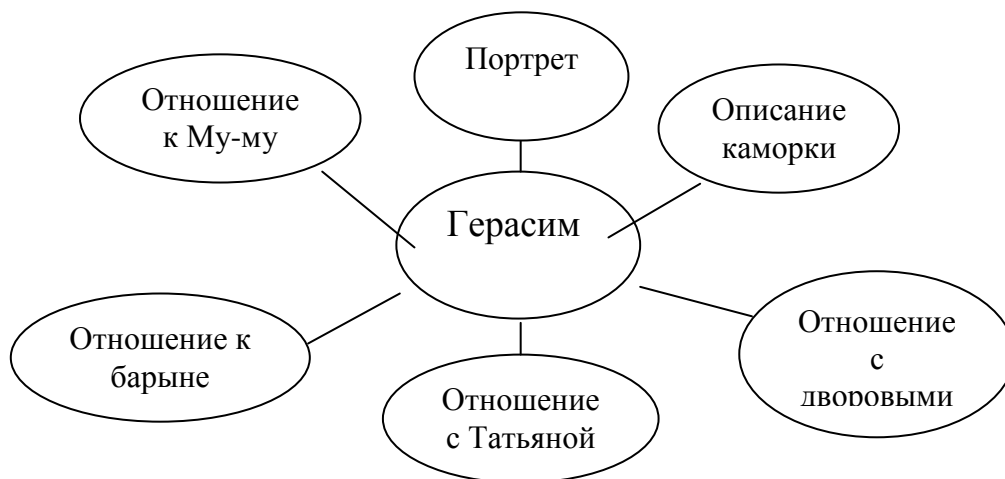 Портрет
Отношение
к Му-му
Описание
каморки
Герасим
Отношение к
барыне
Отношение
с Татьяной
Отношение
с
дворовыми